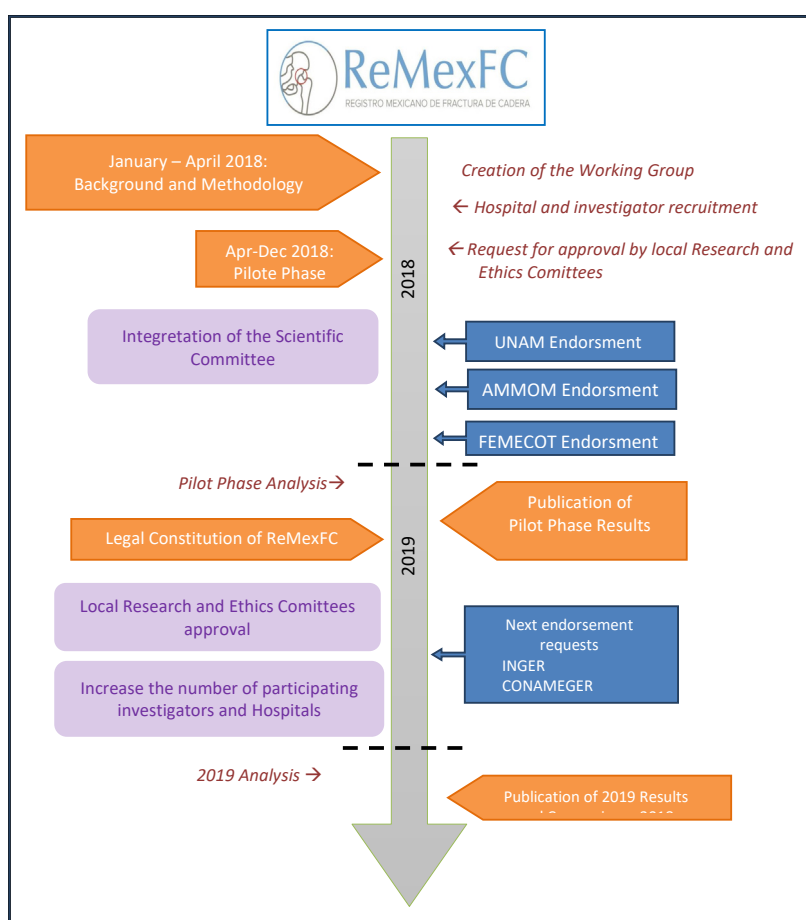 ReMexFC
REGISTRO MEXICANO DE FRACTURA DE CADERA
January – April 2018:
Background and Methodology
Creation of the Working Group
← Hospital and investigator recruitment
Apr-Dec 2018:
Pilote Phase
← Request for approval by local Research and
Ethics Comittees
2018
Integretation of the Scientific
Committee
UNAM Endorsment
AMMOM Endorsment
FEMECOT Endorsment
Pilot Phase Analysis→
Publication of
Pilot Phase Results
Legal Constitution of ReMexFC
2019
Local Research and Ethics Comittees
approval
Next endorsement
requests
INGER
CONAMEGER
Increase the number of participating
investigators and Hospitals
2019 Analysis →
Publication of 2019 Results